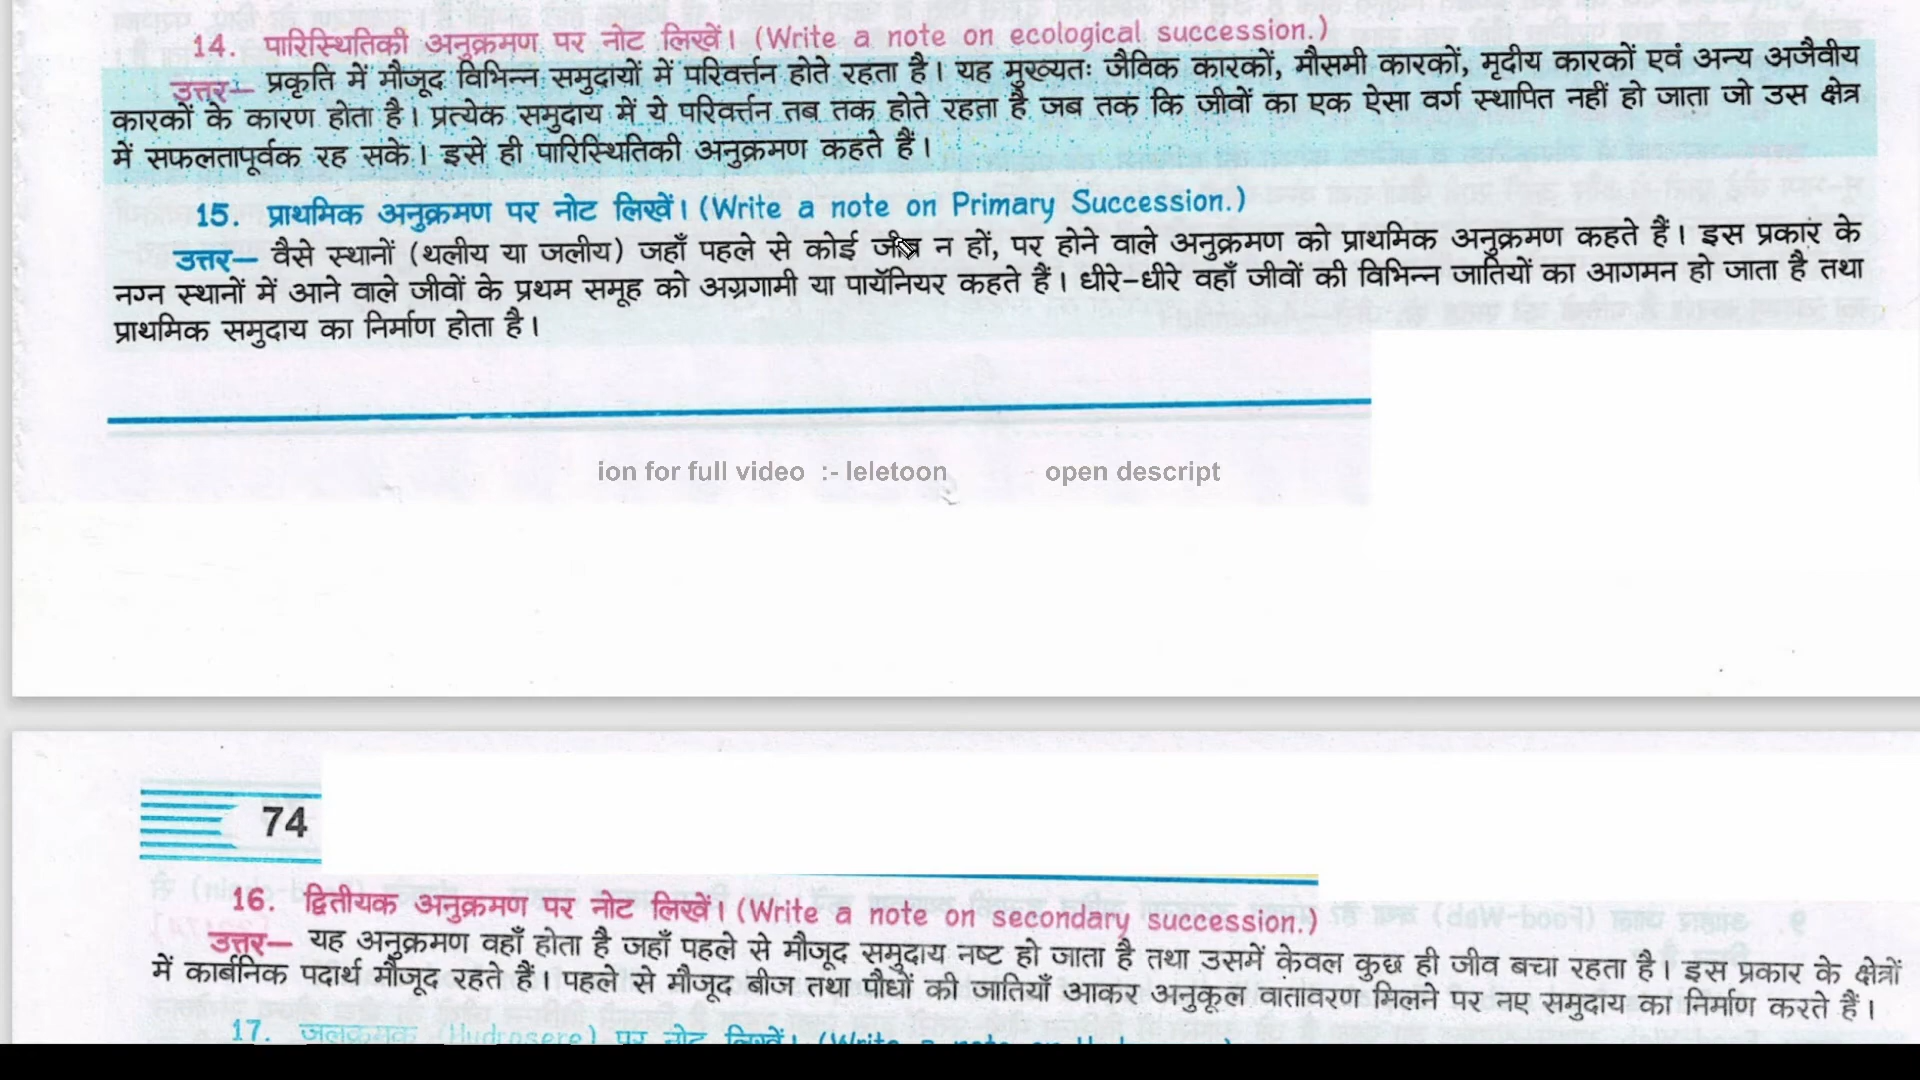 14. पारिस्थितिकी अनुक्रमण पर नोट लिखें। (Write a note on ecological succession.)
उत्तर— प्रकृति में मौजूद विभिन्न समुदायों में परिवर्त्तन होते रहता है। यह मुख्यतः जैविक कारकों, मौसमी कारकों, मृदीय कारकों एवं अन्य अजैवीय
कारकों के कारण होता है। प्रत्येक समुदाय में ये परिवर्त्तन तब तक होते रहता है जब तक कि जीवों का एक ऐसा वर्ग स्थापित नहीं हो जाता जो उस क्षेत्र
में सफलतापूर्वक रह सके। इसे ही पारिस्थितिकी अनुक्रमण कहते हैं।
15. प्राथमिक अनुक्रमण पर नोट लिखें। (Write a note on Primary Succession.)
उत्तर— वैसे स्थानों (थलीय या जलीय) जहाँ पहले से कोई न हों, पर होने वाले अनुक्रमण को प्राथमिक अनुक्रमण कहते हैं। इस प्रकार के
नग्न स्थानों में आने वाले जीवों के प्रथम समूह को अग्रगामी या पायॅनियर कहते हैं। धीरे-धीरे वहाँ जीवों की विभिन्न जातियों का आगमन हो जाता है तथा
प्राथमिक समुदाय का निर्माण होता है।
ion for full video :- leletoon open descript
74
16. द्वितीयक अनुक्रमण पर नोट लिखें। (Write a note on secondary succession.)
उत्तर— यह अनुक्रमण वहाँ होता है जहाँ पहले से मौजूद समुदाय नष्ट हो जाता है तथा उसमें केवल कुछ ही जीव बचा रहता है। इस प्रकार के क्षेत्रों
में कार्बनिक पदार्थ मौजूद रहते हैं। पहले से मौजूद बीज तथा पौधों की जातियाँ आकर अनुकूल वातावरण मिलने पर नए समुदाय का निर्माण करते हैं।
17. जलक्रमक (Hydrosere) पर नोट लिखें। (Write a note on